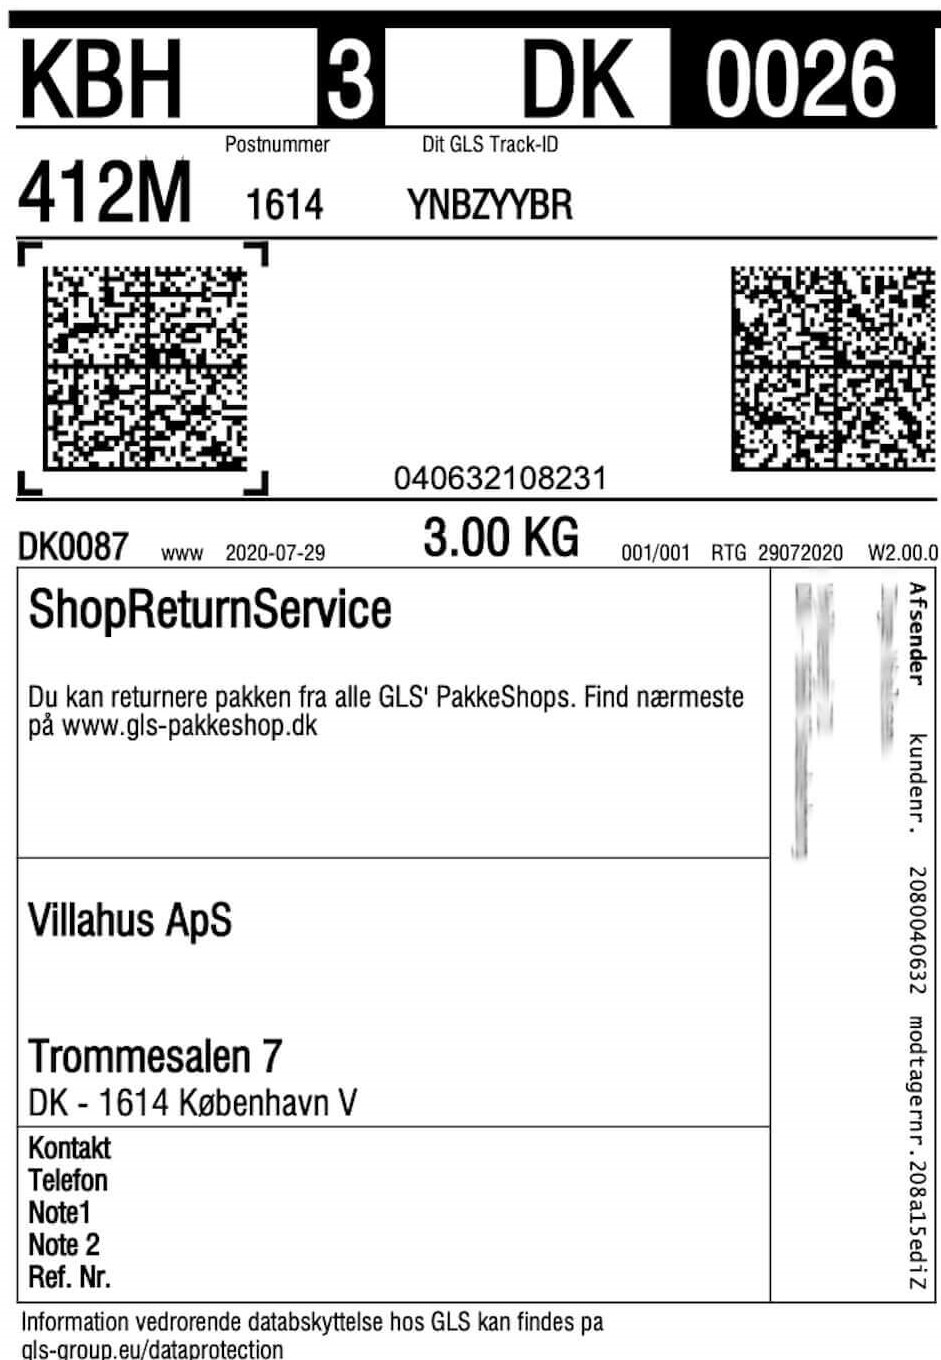 KBH 3 DK 0026
Postnummer Dit GLS Track-ID
412M 1614 YNBZYYBR
040632108231
DK0087 www 2020-07-29 3.00 KG 001/001 RTG 29072020 W2.00.0
ShopReturnService
Du kan returnere pakken fra alle GLS' PakkeShops. Find nærmeste
på www.gls-pakkeshop.dk
Villahus ApS
Trommesalen 7
DK - 1614 København V
Kontakt
Telefon
Note1
Note 2
Ref. Nr.
Afsender kundenr. 2080040632 modtagernr.208a15ediZ
Information vedrorende databskyttelse hos GLS kan findes pa
gls-group.eu/dataprotection